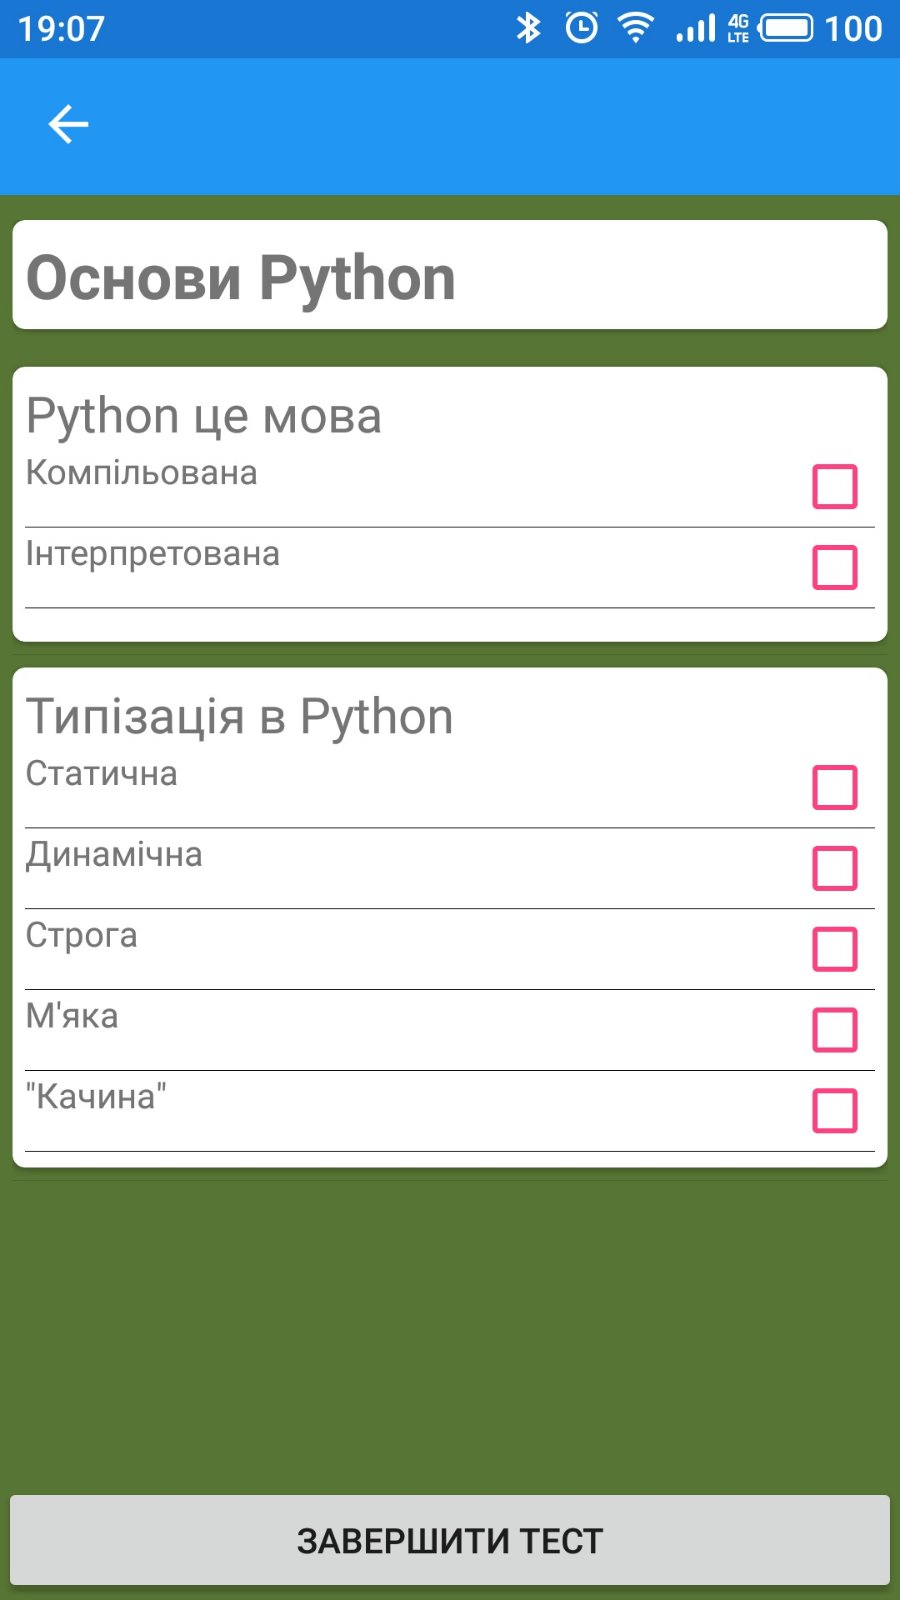 19:07 4G LTE 100
Основи Python
Python це мова
Компільована
Інтерпретована
Типізація в Python
Статична
Динамічна
Строга
М'яка
"Качина"
ЗАВЕРШИТИ ТЕСТ